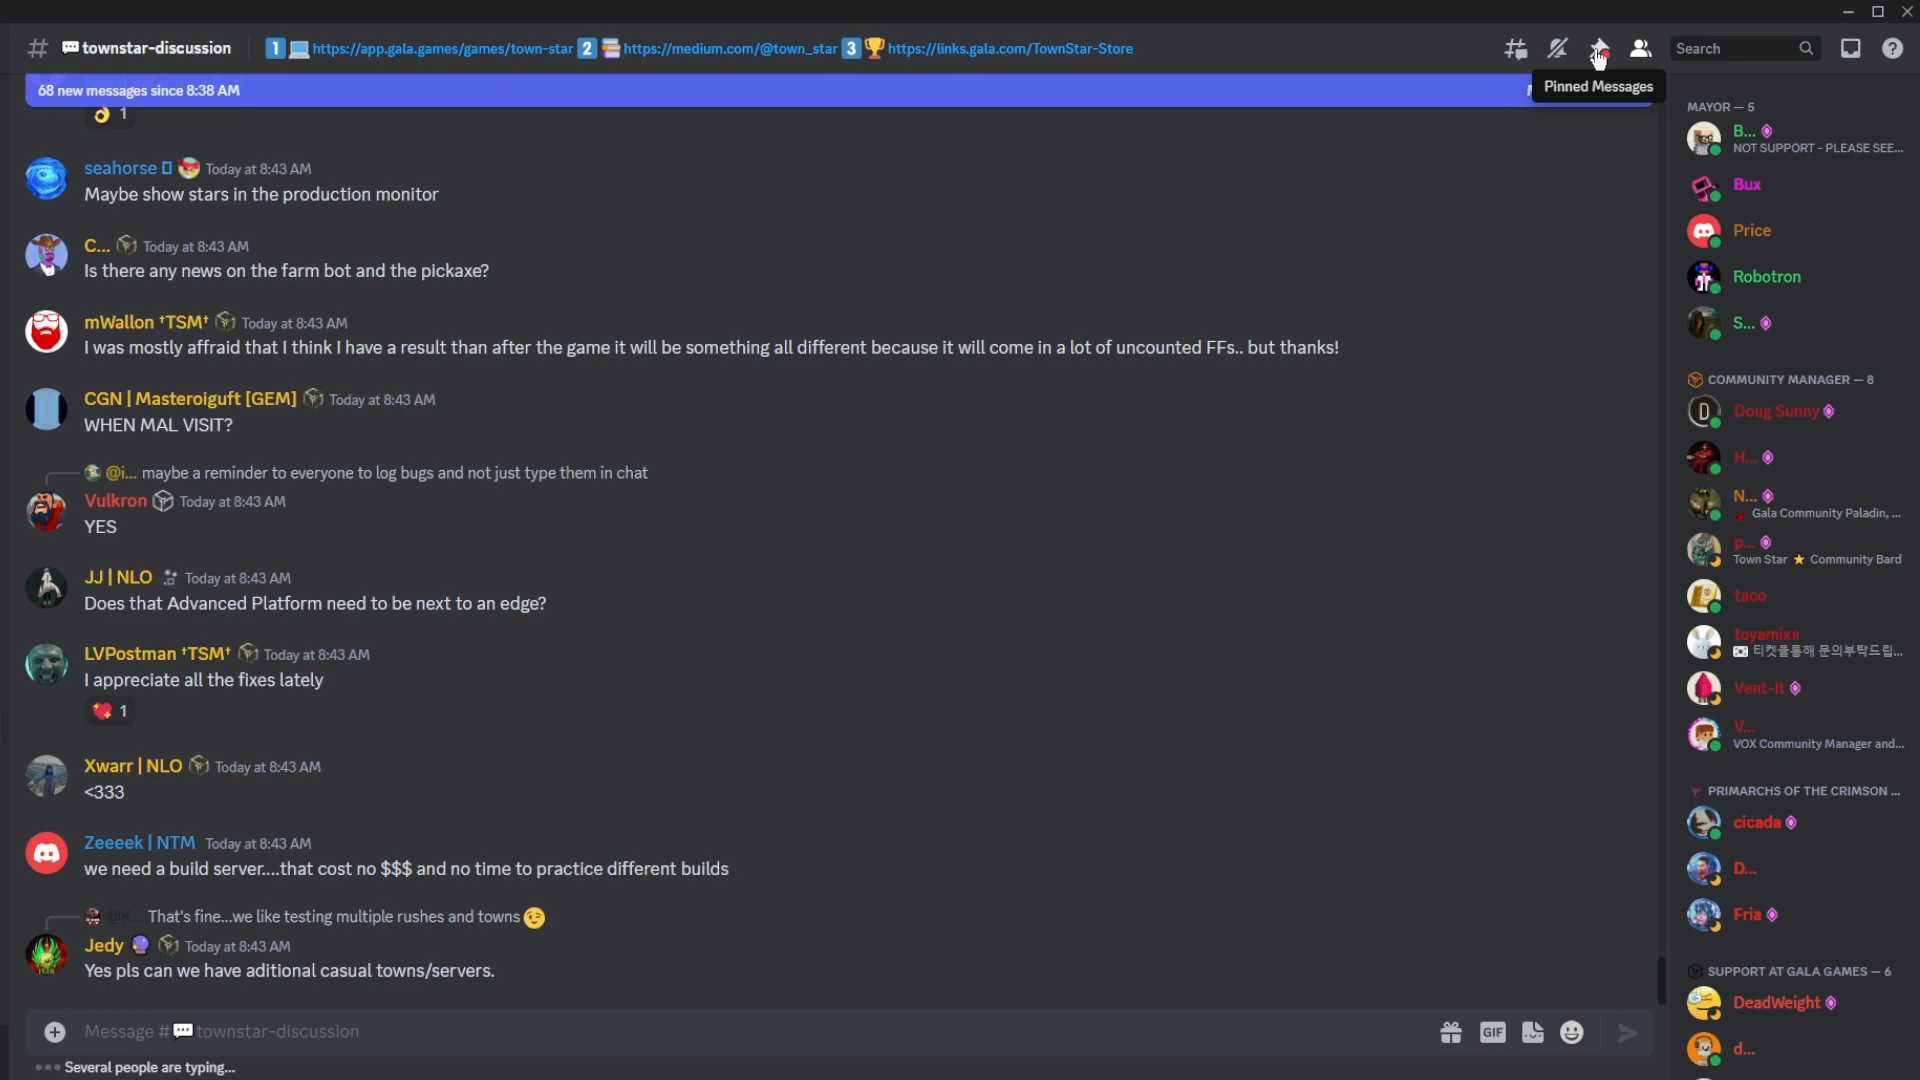 townstar-discussion
1 https://app.gala.games/games/town-star 2 https://medium.com/@town_star 3 https://links.gala.com/TownStar-Store
Search
Pinned Messages
68 new messages since 8:38 AM
1
seahorse Today at 8:43 AM
Maybe show stars in the production monitor
C... Today at 8:43 AM
Is there any news on the farm bot and the pickaxe?
mWallon †TSM† Today at 8:43 AM
I was mostly affraid that I think I have a result than after the game it will be something all different because it will come in a lot of uncounted FFs.. but thanks!
CGN | Masteroiguft [GEM] Today at 8:43 AM
WHEN MAL VISIT?
@i... maybe a reminder to everyone to log bugs and not just type them in chat
Vulkron Today at 8:43 AM
YES
JJ | NLO Today at 8:43 AM
Does that Advanced Platform need to be next to an edge?
LVPostman †TSM† Today at 8:43 AM
I appreciate all the fixes lately
1
Xwarr | NLO Today at 8:43 AM
<333
Zeeeek | NTM Today at 8:43 AM
we need a build server....that cost no $$$ and no time to practice different builds
@K... That's fine...we like testing multiple rushes and towns
Jedy Today at 8:43 AM
Yes pls can we have aditional casual towns/servers.
Message # townstar-discussion
GIF
Several people are typing...
MAYOR — 5
B...
NOT SUPPORT - PLEASE SEE...
Bux
Price
Robotron
S...
COMMUNITY MANAGER — 8
Doug Sunny
H...
N...
Gala Community Paladin, ...
p...
Town Star ⭐ Community Bard
taco
toyamikя
티켓을통해 문의부탁드립...
Vent-It
V...
VOX Community Manager and...
PRIMARCHS OF THE CRIMSON ...
cicada
D...
Fria
SUPPORT AT GALA GAMES — 6
DeadWeight
d...